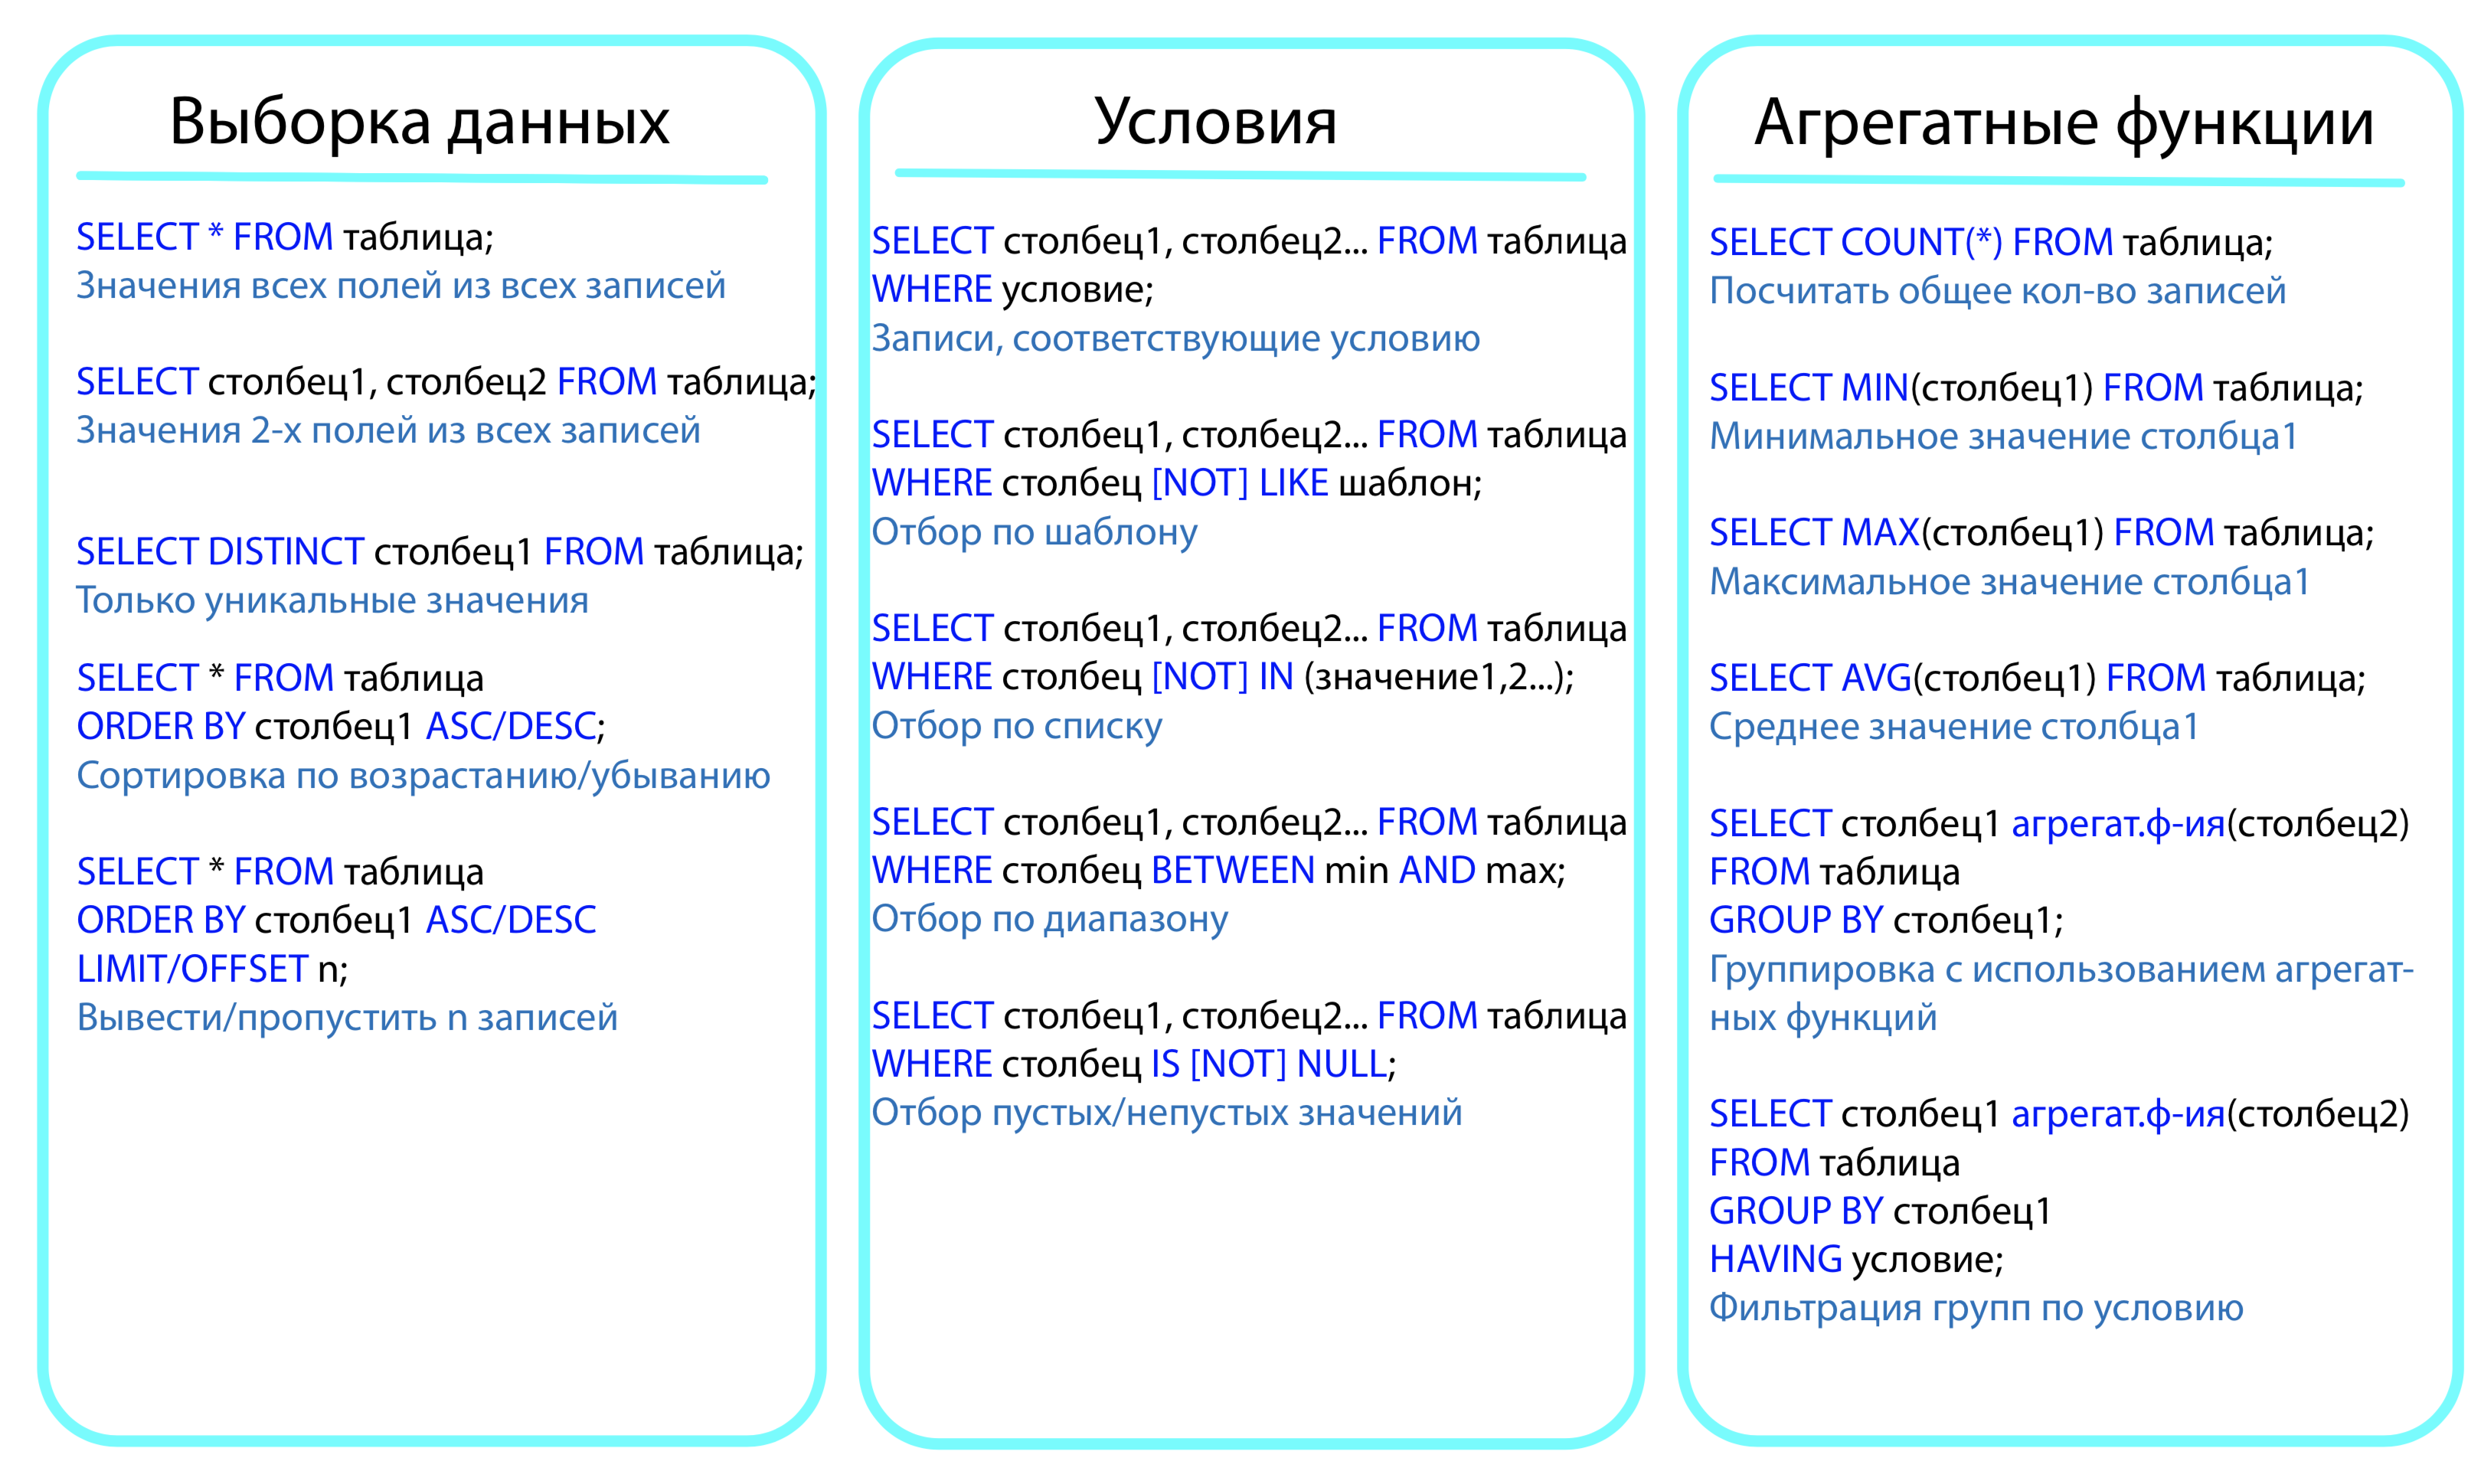 Выборка данных
SELECT * FROM таблица;
Значения всех полей из всех записей
SELECT столбец1, столбец2 FROM таблица;
Значения 2-х полей из всех записей
SELECT DISTINCT столбец1 FROM таблица;
Только уникальные значения
SELECT * FROM таблица
ORDER BY столбец1 ASC/DESC;
Сортировка по возрастанию/убыванию
SELECT * FROM таблица
ORDER BY столбец1 ASC/DESC
LIMIT/OFFSET n;
Вывести/пропустить n записей
Условия
SELECT столбец1, столбец2... FROM таблица
WHERE условие;
Записи, соответствующие условию
SELECT столбец1, столбец2... FROM таблица
WHERE столбец [NOT] LIKE шаблон;
Отбор по шаблону
SELECT столбец1, столбец2... FROM таблица
WHERE столбец [NOT] IN (значение1,2...);
Отбор по списку
SELECT столбец1, столбец2... FROM таблица
WHERE столбец BETWEEN min AND max;
Отбор по диапазону
SELECT столбец1, столбец2... FROM таблица
WHERE столбец IS [NOT] NULL;
Отбор пустых/непустых значений
Агрегатные функции
SELECT COUNT(*) FROM таблица;
Посчитать общее кол-во записей
SELECT MIN(столбец1) FROM таблица;
Минимальное значение столбца1
SELECT MAX(столбец1) FROM таблица;
Максимальное значение столбца1
SELECT AVG(столбец1) FROM таблица;
Среднее значение столбца1
SELECT столбец1 агрегат.ф-ия(столбец2)
FROM таблица
GROUP BY столбец1;
Группировка с использованием агрегат-
ных функций
SELECT столбец1 агрегат.ф-ия(столбец2)
FROM таблица
GROUP BY столбец1
HAVING условие;
Фильтрация групп по условию